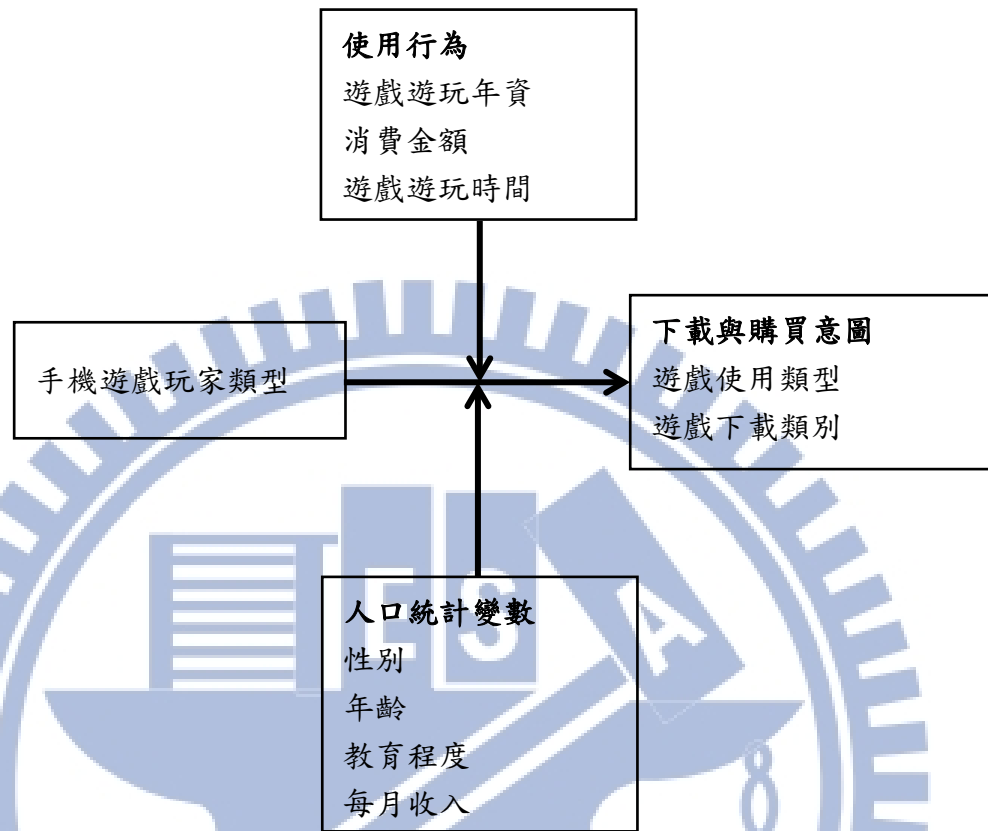 使用行為
遊戲遊玩年資
消費金額
遊戲遊玩時間
手機遊戲玩家類型
下載與購買意圖
遊戲使用類型
遊戲下載類別
人口統計變數
性別
年齡
教育程度
每月收入
E S A
8